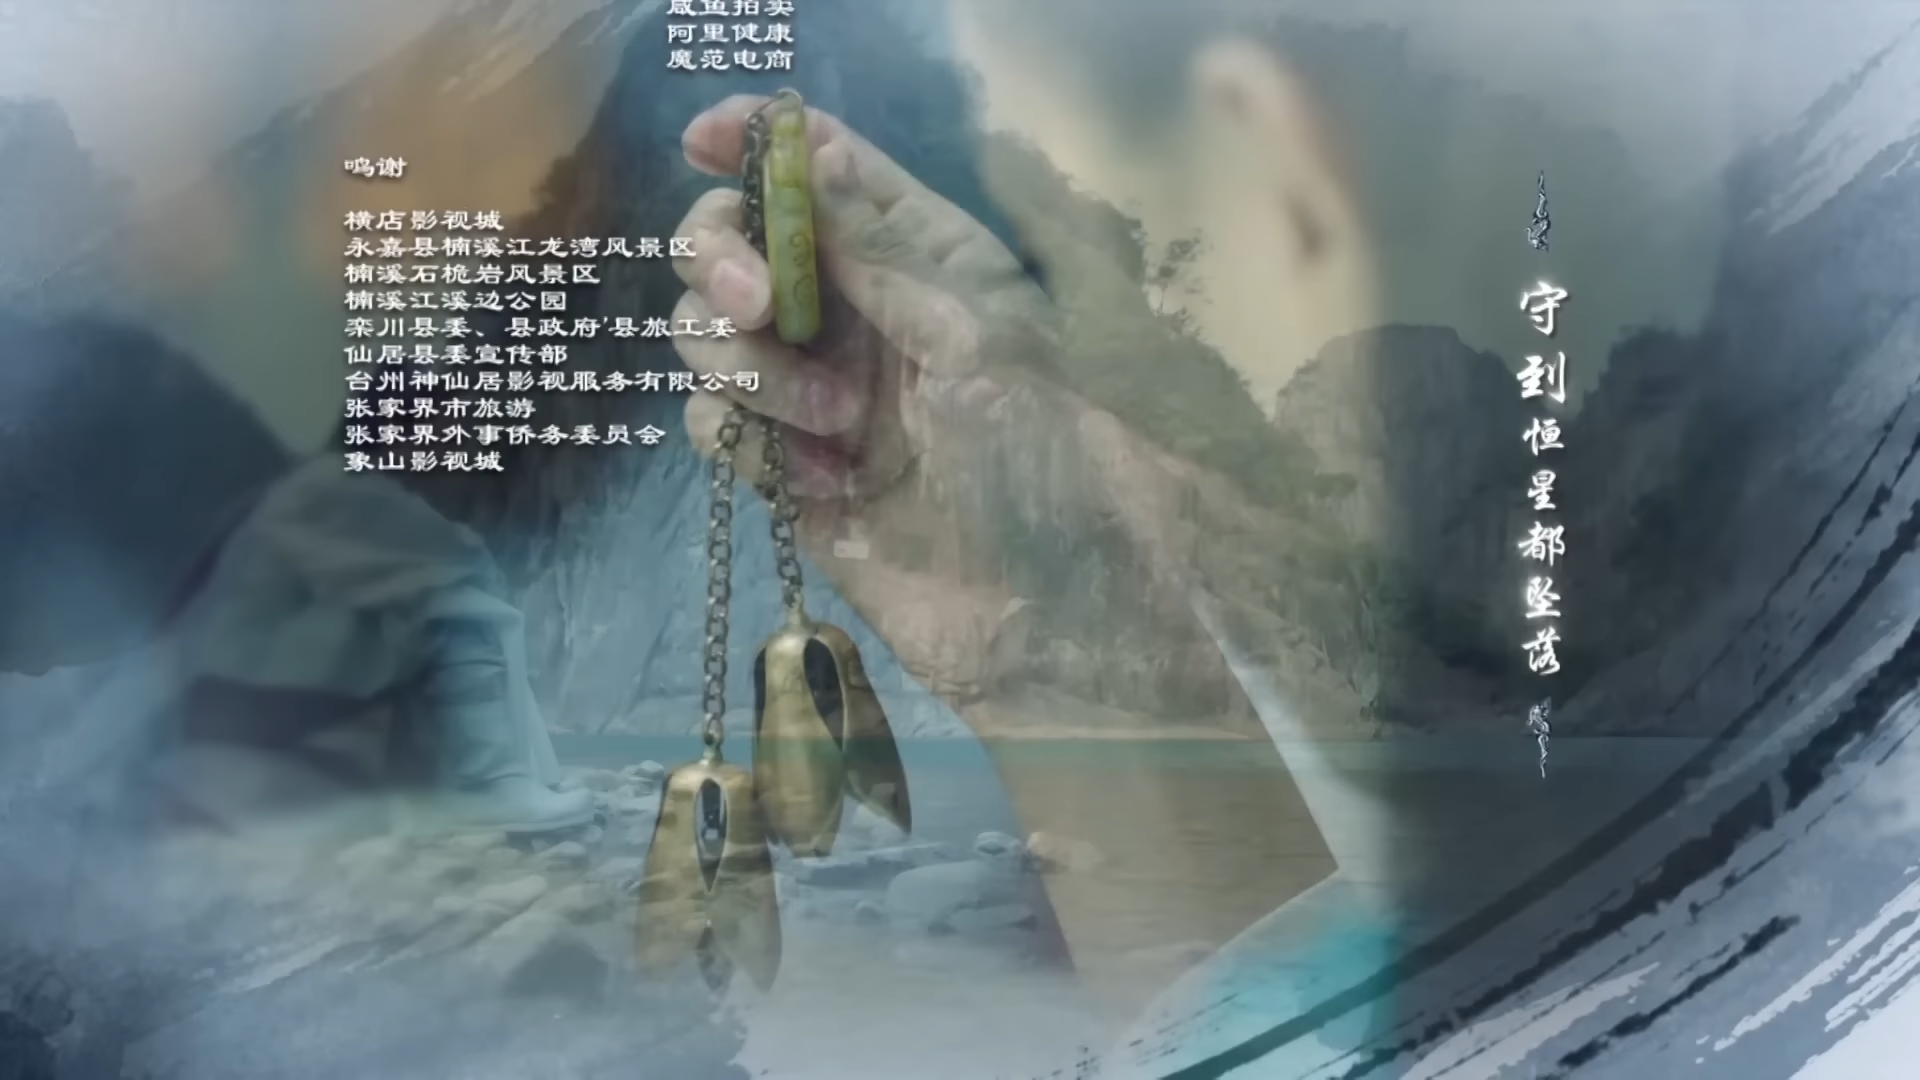 咸鱼拍卖
阿里健康
魔范电商
鸣谢
横店影视城
永嘉县楠溪江龙湾风景区
楠溪石桅岩风景区
楠溪江溪边公园
栾川县委、县政府'县旅工委
仙居县委宣传部
台州神仙居影视服务有限公司
张家界市旅游
张家界外事侨务委员会
象山影视城
守到恒星都坠落